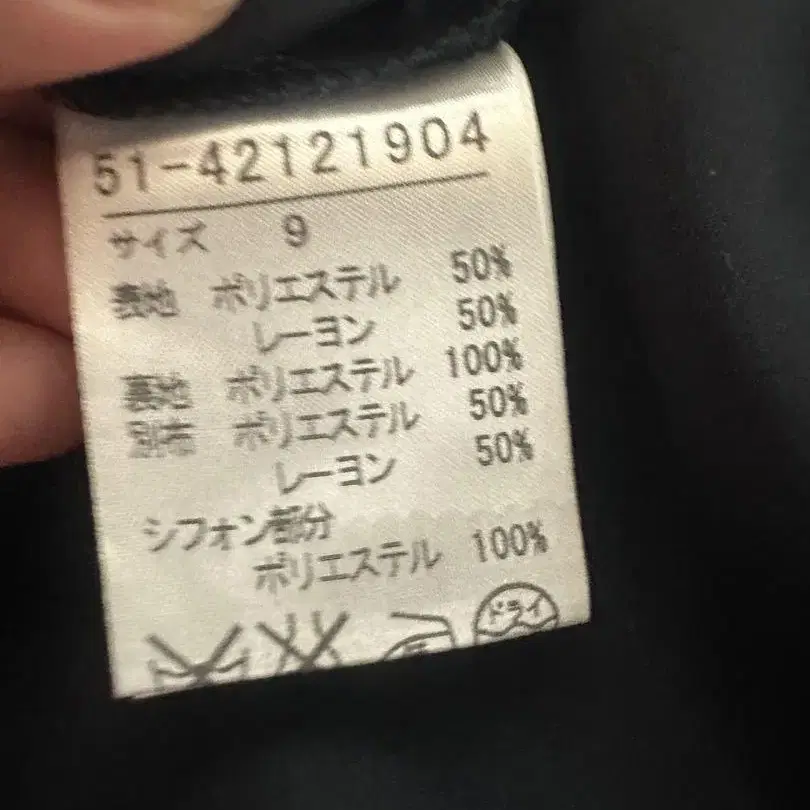 51-42121904
サイズ 9
表地 ポリエステル 50%
レーヨン 50%
裏地 ポリエステル 100%
別布 ポリエステル 50%
レーヨン 50%
シフォン部分
ポリエステル 100%
ドライ